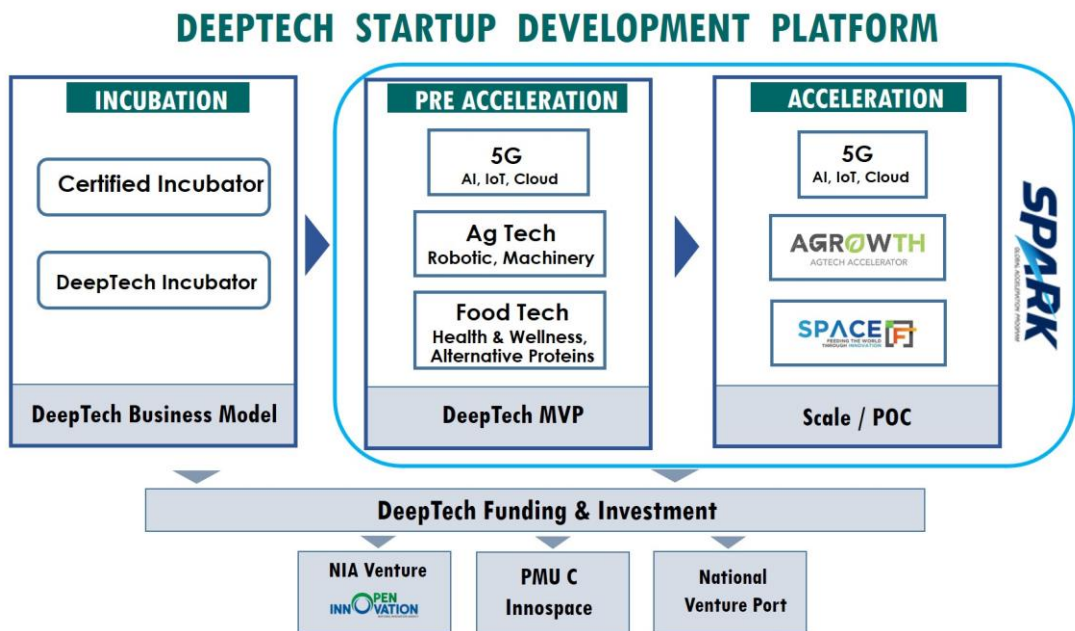 DEEPTECH STARTUP DEVELOPMENT PLATFORM
INCUBATION
Certified Incubator
DeepTech Incubator
DeepTech Business Model
PRE ACCELERATION
5G
AI, IoT, Cloud
Ag Tech
Robotic, Machinery
Food Tech
Health & Wellness,
Alternative Proteins
DeepTech MVP
ACCELERATION
5G
AI, IoT, Cloud
AGROWTH
AGTECH ACCELERATOR
SPACE F
FEEDING THE WORLD
THROUGH INNOVATION
Scale / POC
SPARK
GLOBAL ACCELERATION PROGRAM
DeepTech Funding & Investment
NIA Venture
OPEN
INNOVATION
PMU C
Innospace
National
Venture Port